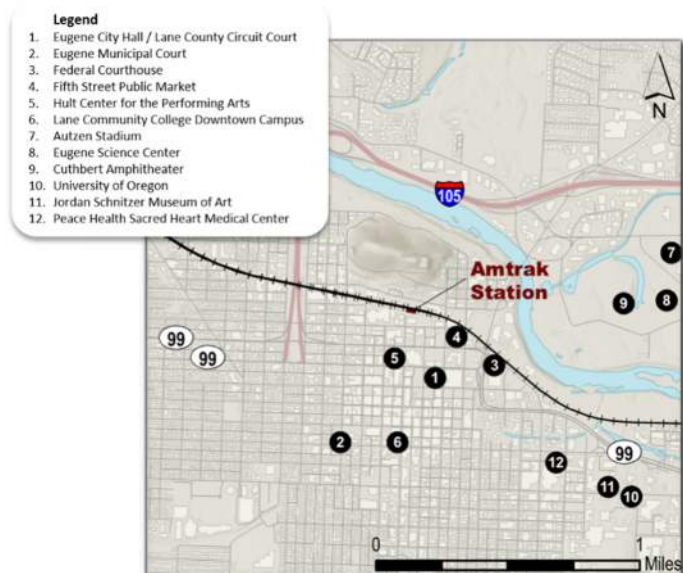 Legend
1. Eugene City Hall / Lane County Circuit Court
2. Eugene Municipal Court
3. Federal Courthouse
4. Fifth Street Public Market
5. Hult Center for the Performing Arts
6. Lane Community College Downtown Campus
7. Autzen Stadium
8. Eugene Science Center
9. Cuthbert Amphitheater
10. University of Oregon
11. Jordan Schnitzer Museum of Art
12. Peace Health Sacred Heart Medical Center
N
105
7
Amtrak
Station
9
8
99
99
4
5
3
1
2
6
99
12
11
10
0
1
Miles